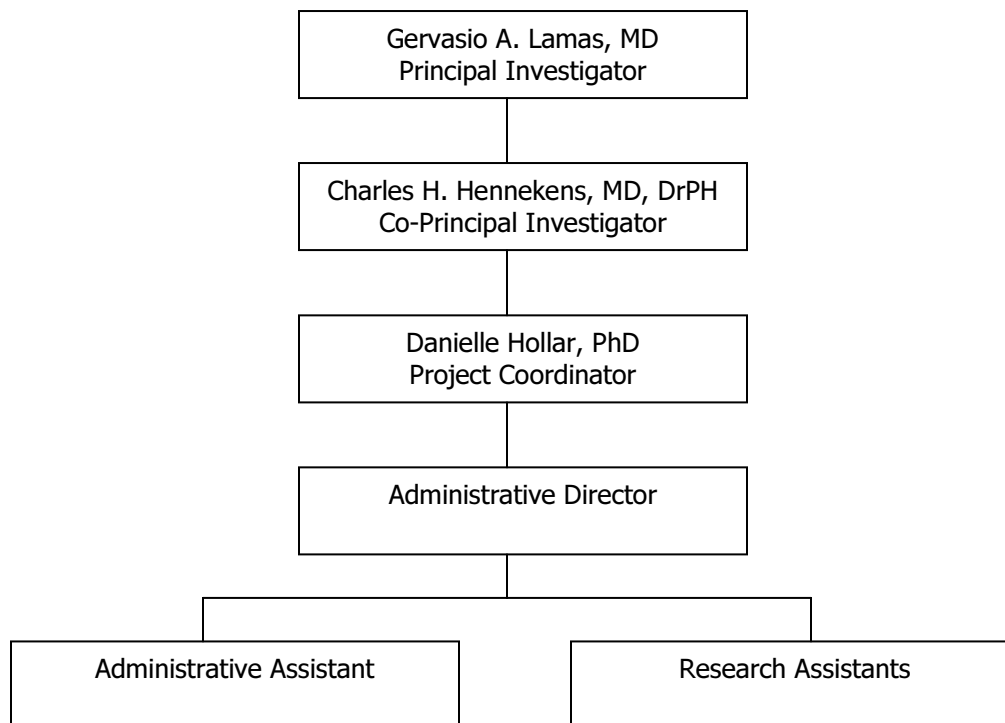 Gervasio A. Lamas, MD
Principal Investigator
Charles H. Hennekens, MD, DrPH
Co-Principal Investigator
Danielle Hollar, PhD
Project Coordinator
Administrative Director
Administrative Assistant
Research Assistants